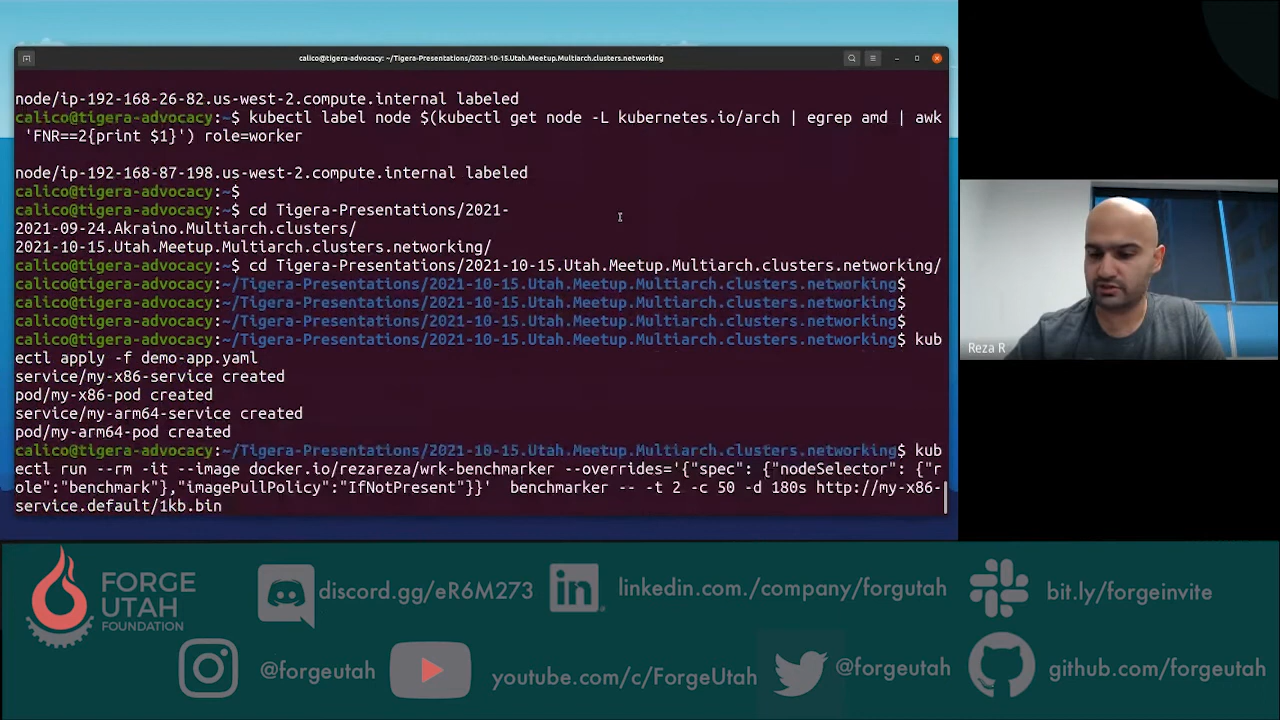 calico@tigera-advocacy: ~/Tigera-Presentations/2021-10-15.Utah.Meetup.Multiarch.clusters.networking
node/ip-192-168-26-82.us-west-2.compute.internal labeled
calico@tigera-advocacy:~$ kubectl label node $(kubectl get node -L kubernetes.io/arch | egrep amd | awk
'FNR==2{print $1}') role=worker
node/ip-192-168-87-198.us-west-2.compute.internal labeled
calico@tigera-advocacy:~$
calico@tigera-advocacy:~$ cd Tigera-Presentations/2021-
2021-09-24.Akraino.Multiarch.clusters/
2021-10-15.Utah.Meetup.Multiarch.clusters.networking/
calico@tigera-advocacy:~$ cd Tigera-Presentations/2021-10-15.Utah.Meetup.Multiarch.clusters.networking/
calico@tigera-advocacy:~/Tigera-Presentations/2021-10-15.Utah.Meetup.Multiarch.clusters.networking$
calico@tigera-advocacy:~/Tigera-Presentations/2021-10-15.Utah.Meetup.Multiarch.clusters.networking$
calico@tigera-advocacy:~/Tigera-Presentations/2021-10-15.Utah.Meetup.Multiarch.clusters.networking$
calico@tigera-advocacy:~/Tigera-Presentations/2021-10-15.Utah.Meetup.Multiarch.clusters.networking$ kub
ectl apply -f demo-app.yaml
service/my-x86-service created
pod/my-x86-pod created
service/my-arm64-service created
pod/my-arm64-pod created
calico@tigera-advocacy:~/Tigera-Presentations/2021-10-15.Utah.Meetup.Multiarch.clusters.networking$ kub
ectl run --rm -it --image docker.io/rezareza/wrk-benchmarker --overrides='{"spec": {"nodeSelector": {"r
ole":"benchmark"},"imagePullPolicy":"IfNotPresent"}}'  benchmarker -- -t 2 -c 50 -d 180s http://my-x86-
service.default/1kb.bin
Reza R
FORGE
UTAH
FOUNDATION
discord.gg/eR6M273
linkedin.com./company/forgutah
bit.ly/forgeinvite
@forgeutah
youtube.com/c/ForgeUtah
@forgeutah
github.com/forgeutah